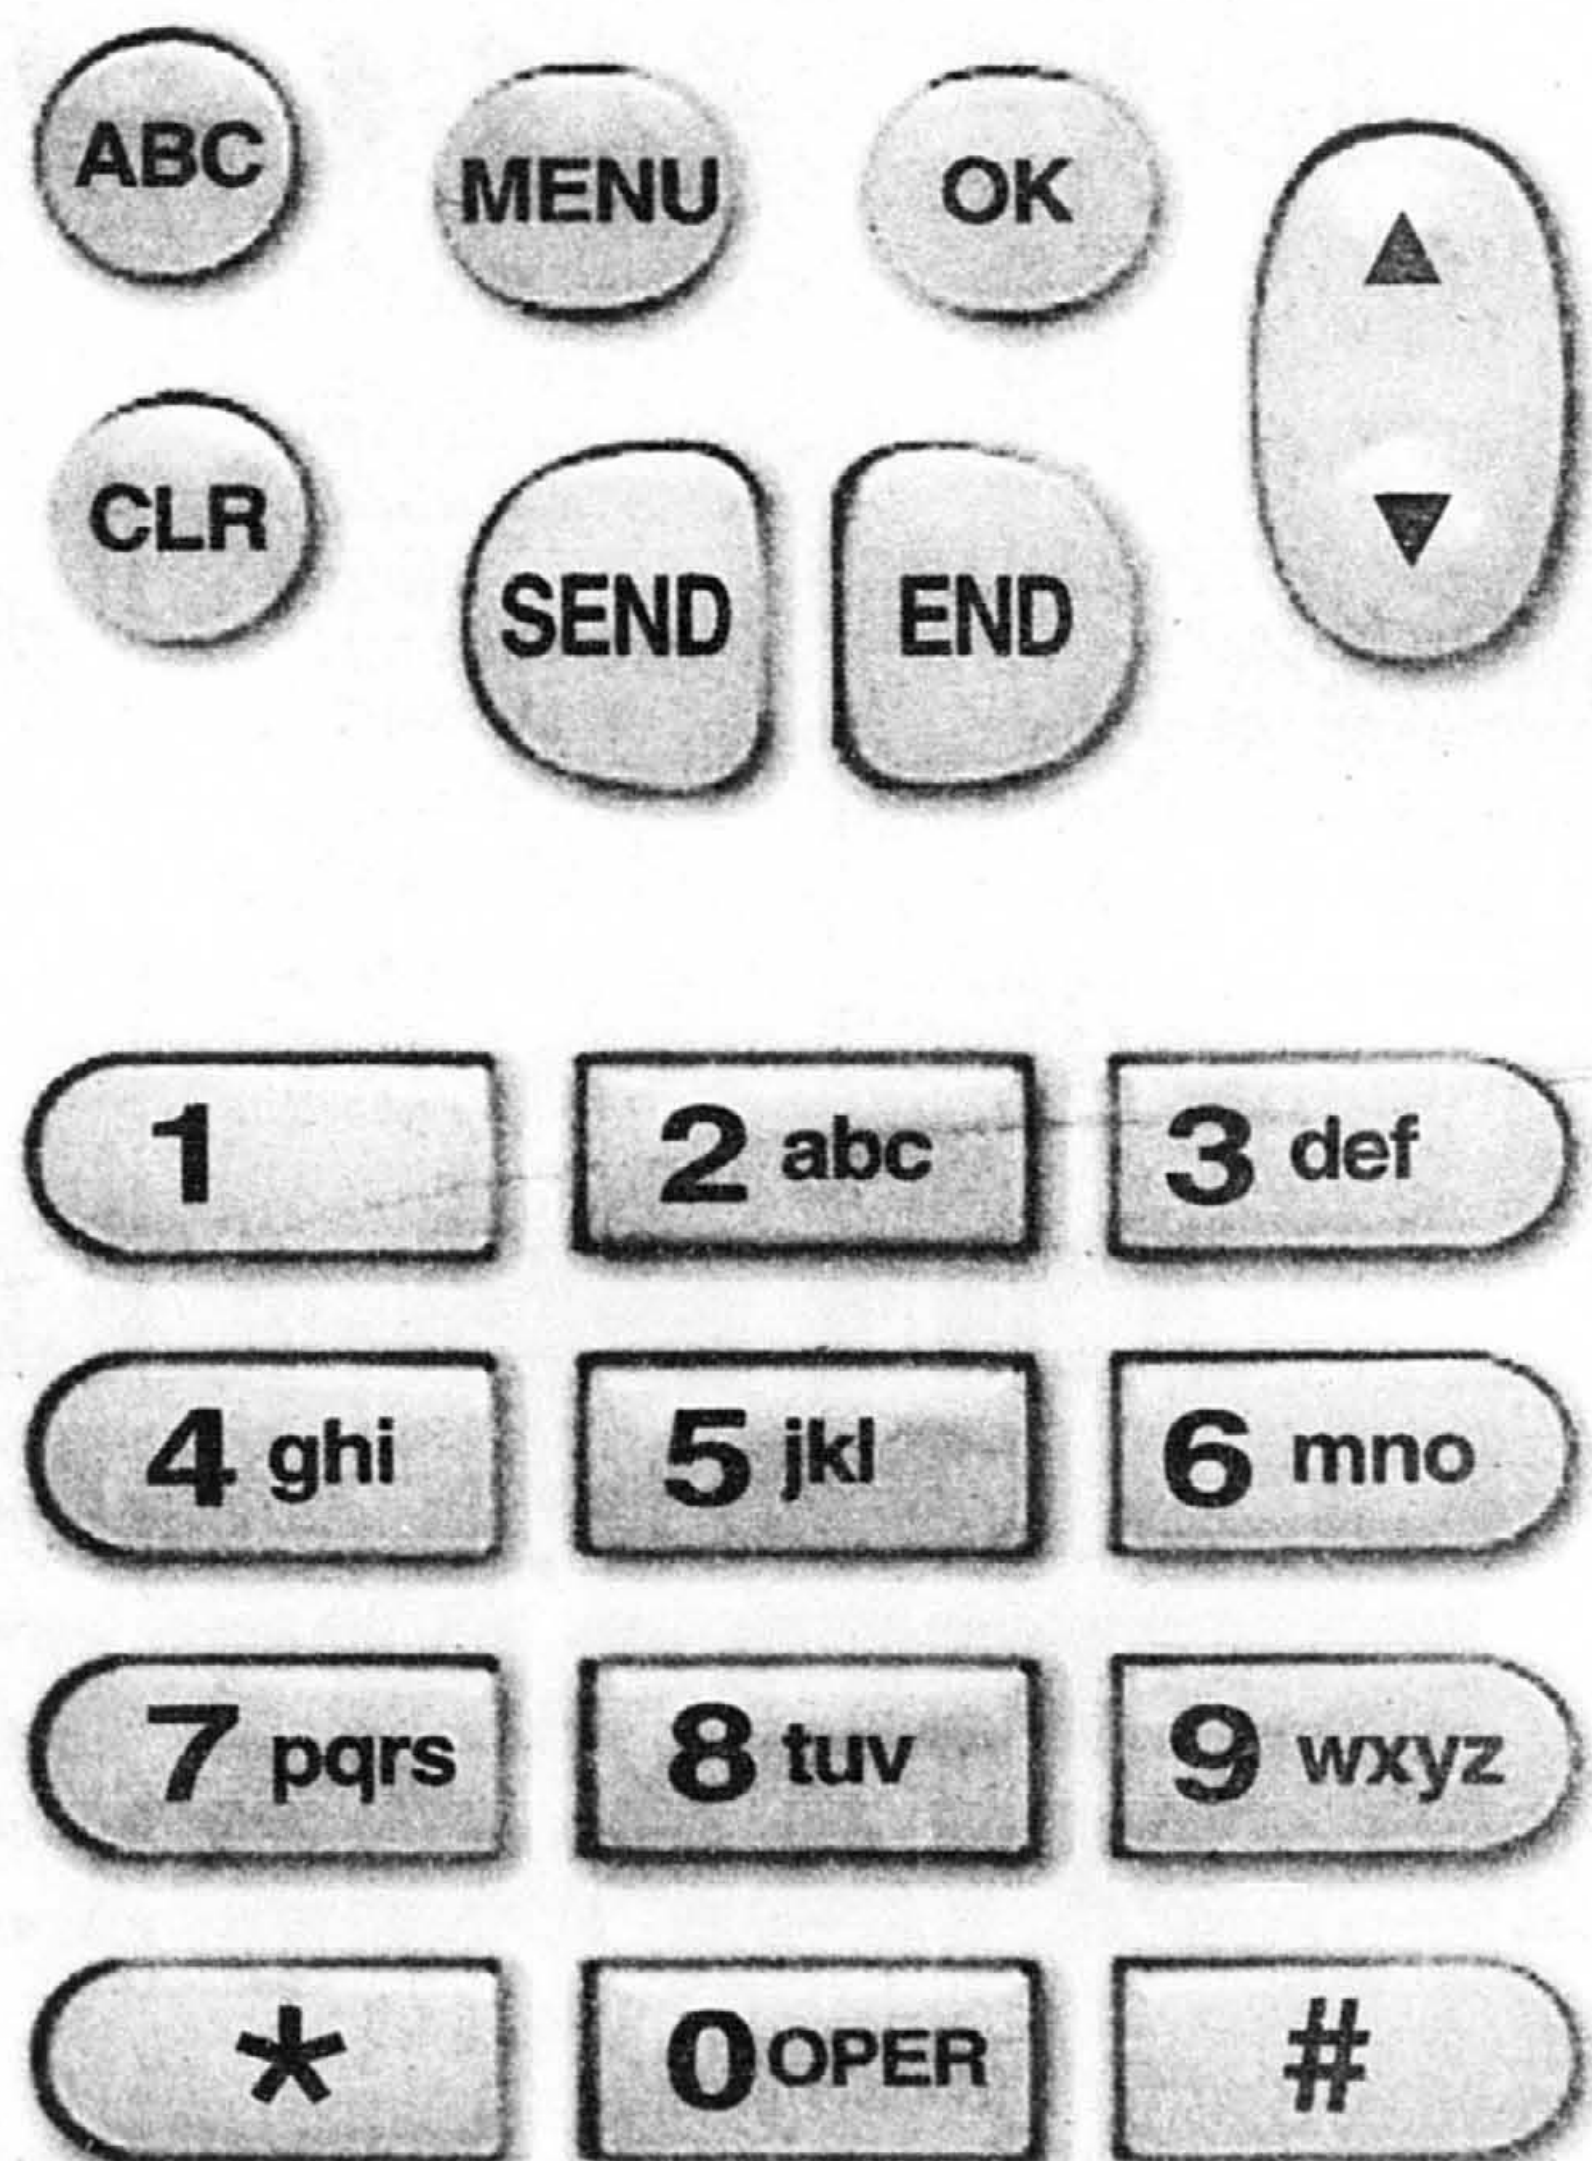 ABC MENU OK ▲
CLR SEND END ▼
1 2 abc 3 def
4 ghi 5 jkl 6 mno
7 pqrs 8 tuv 9 wxyz
* 0 OPER #